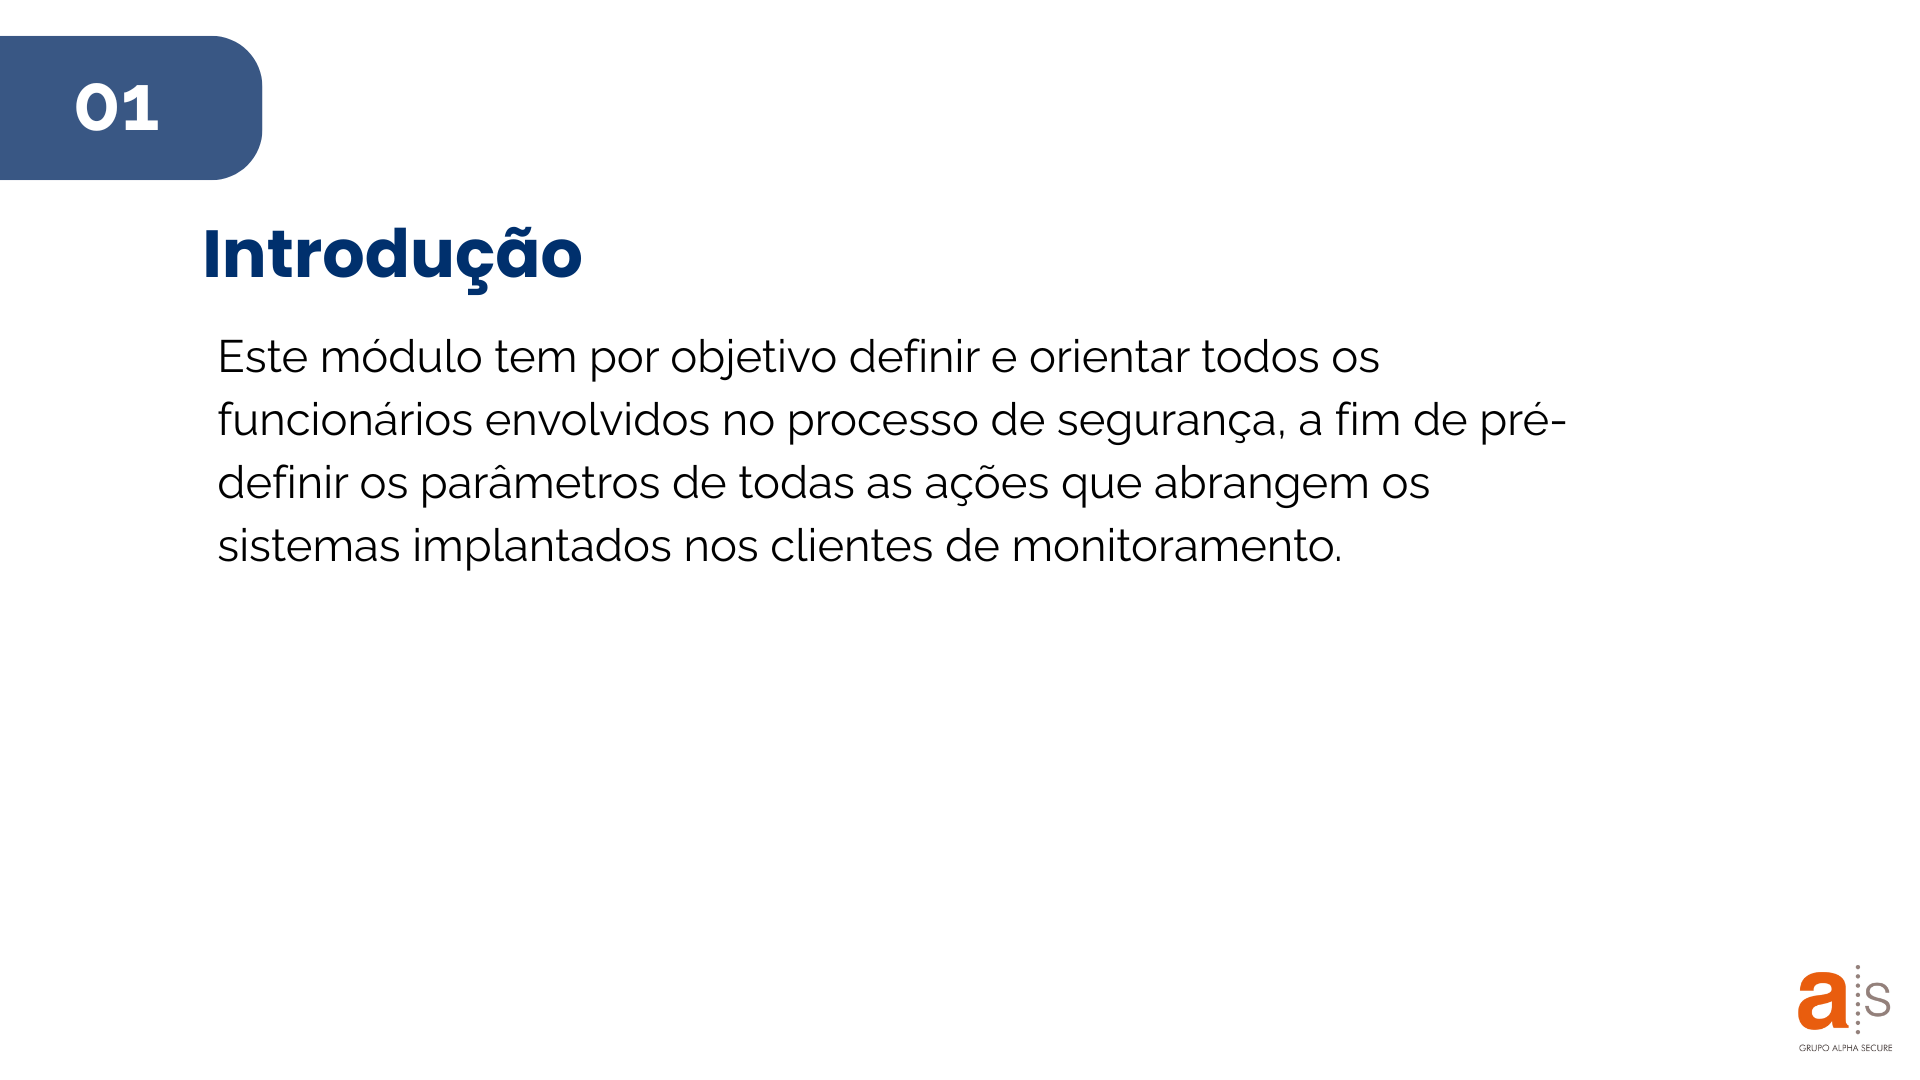 01
Introdução
Este módulo tem por objetivo definir e orientar todos os
funcionários envolvidos no processo de segurança, a fim de pré-
definir os parâmetros de todas as ações que abrangem os
sistemas implantados nos clientes de monitoramento.
a s
GRUPO ALPHA SECURE